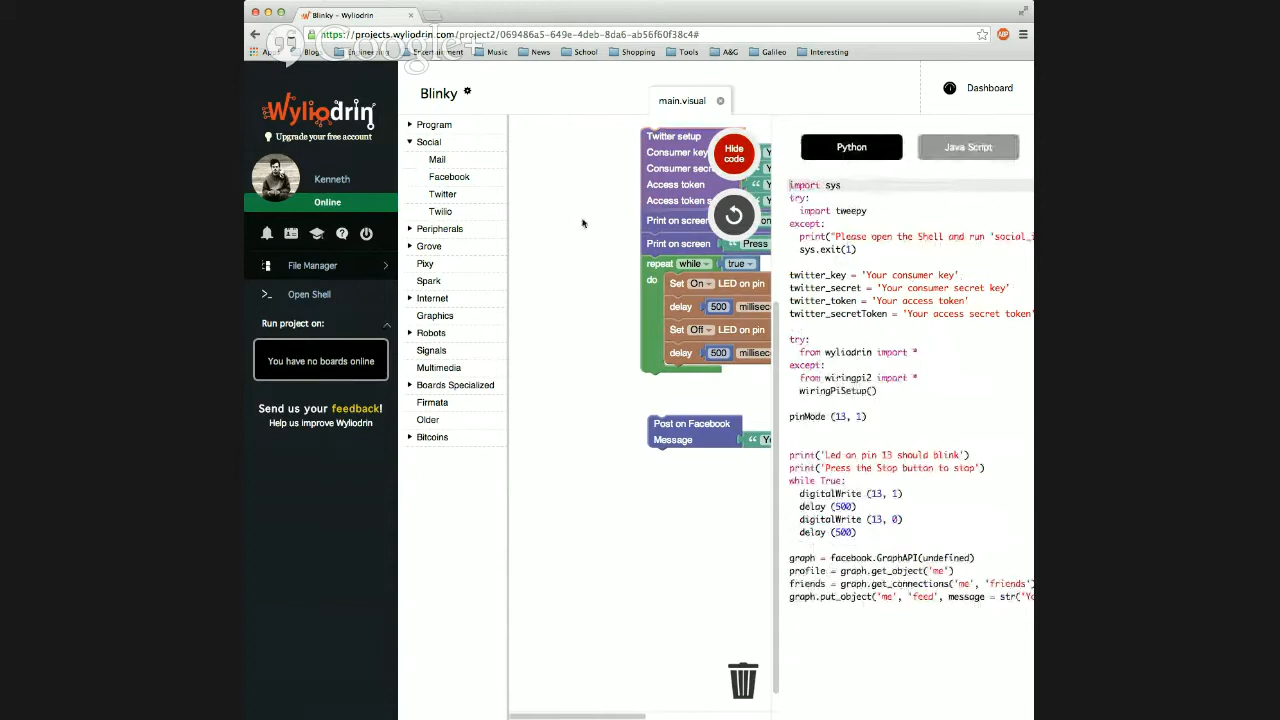 Blinky – Wyliodrin
https://projects.wyliodrin.com/project2/069486a5-649e-4deb-8da6-ab56f60f38c4#
Google+
Apps
Blog
Engineering
Entertainment
Music
News
School
Shopping
Tools
A&G
Galileo
Interesting
Wyliodrin
Upgrade your free account
Kenneth
Online
File Manager
Open Shell
Run project on:
You have no boards online
Send us your feedback!
Help us improve Wyliodrin
Blinky
Program
Social
Mail
Facebook
Twitter
Twilio
Peripherals
Grove
Pixy
Spark
Internet
Graphics
Robots
Signals
Multimedia
Boards Specialized
Firmata
Older
Bitcoins
main.visual
Dashboard
Twitter setup
Consumer key
Consumer secre
Access token
Access token s
Print on screen
on
Print on screen “ Press
repeat while true
do
Set On LED on pin
delay 500 millisec
Set Off LED on pin
delay 500 millisec
Post on Facebook
Message “ Yo
Hide
code
Python
Java Script
import sys
try:
import tweepy
except:
print("Please open the Shell and run 'social_i
sys.exit(1)
twitter_key = 'Your consumer key'
twitter_secret = 'Your consumer secret key'
twitter_token = 'Your access token'
twitter_secretToken = 'Your access secret token'
try:
from wyliodrin import *
except:
from wiringpi2 import *
wiringPiSetup()
pinMode (13, 1)
print('Led on pin 13 should blink')
print('Press the Stop button to stop')
while True:
digitalWrite (13, 1)
delay (500)
digitalWrite (13, 0)
delay (500)
graph = facebook.GraphAPI(undefined)
profile = graph.get_object('me')
friends = graph.get_connections('me', 'friends')
graph.put_object('me', 'feed', message = str('Yo